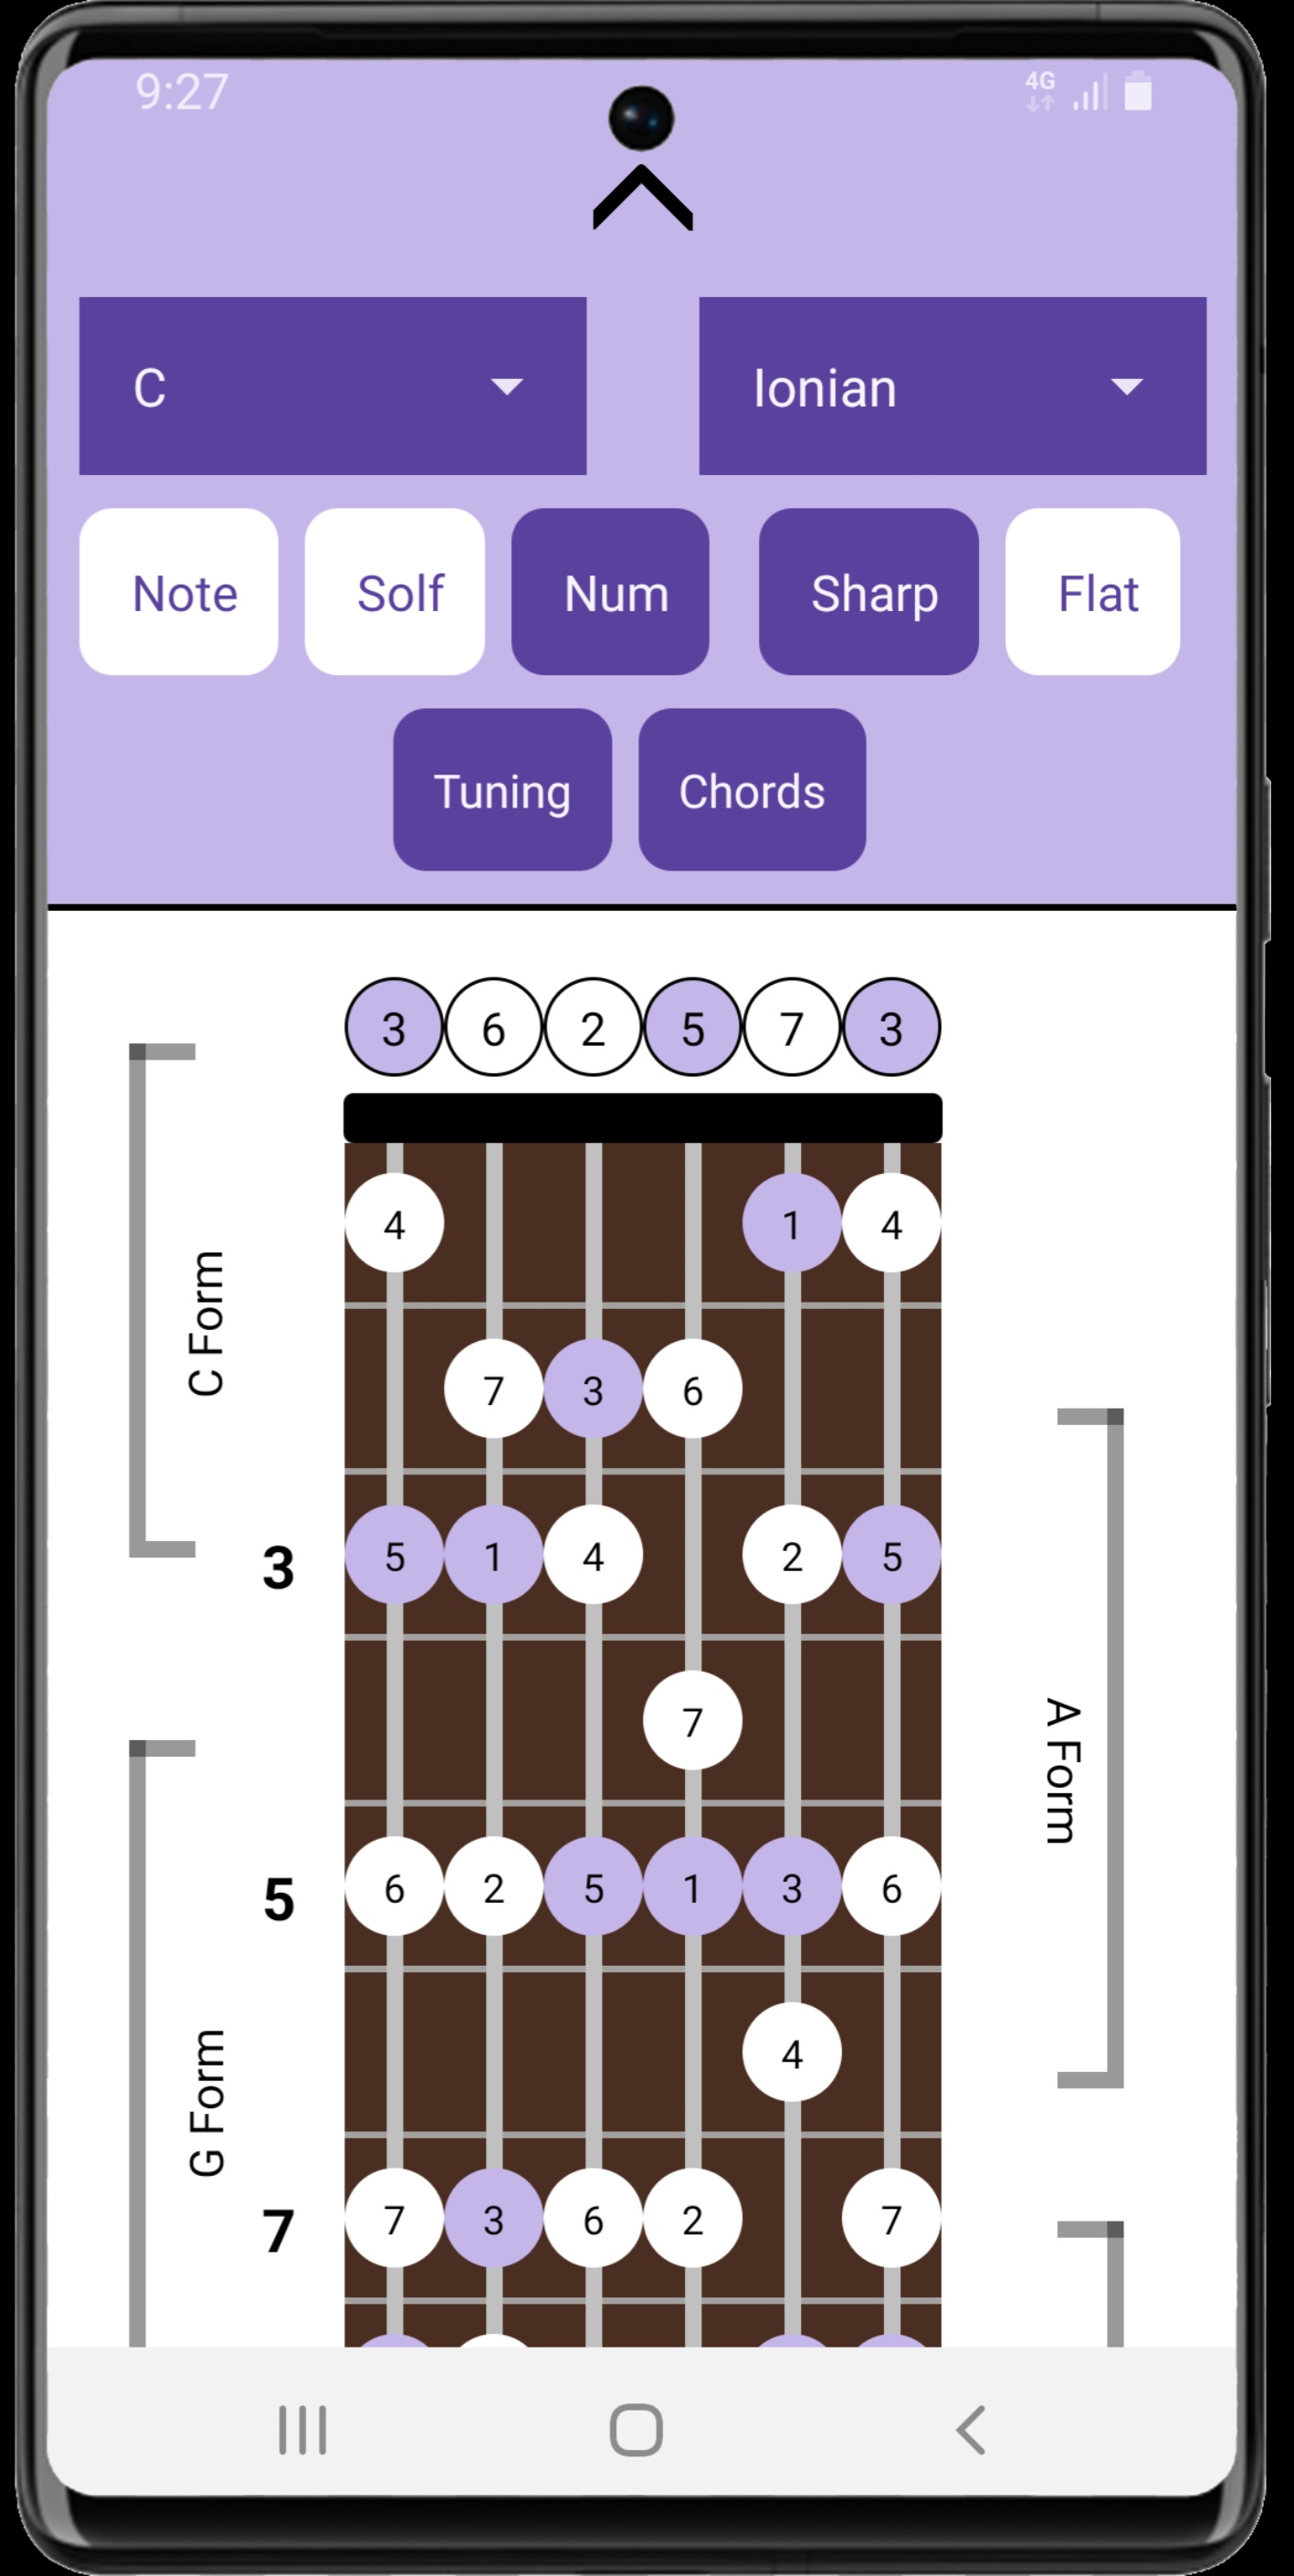 9:27 4G
C Ionian
Note Solf Num Sharp Flat
Tuning Chords
3 6 2 5 7 3
4 1 4
C Form
7 3 6
3 5 1 4 2 5
7
A Form
5 6 2 5 1 3 6
4
G Form
7 7 3 6 2 7